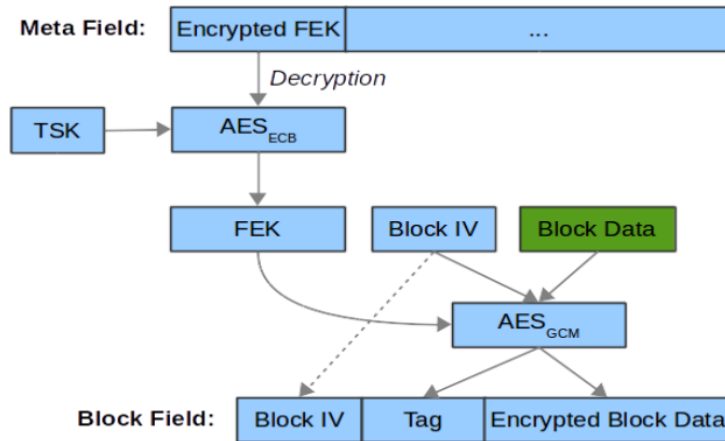 Meta Field: Encrypted FEK ...
Decryption
TSK AES_ECB
FEK Block IV Block Data
AES_GCM
Block Field: Block IV Tag Encrypted Block Data